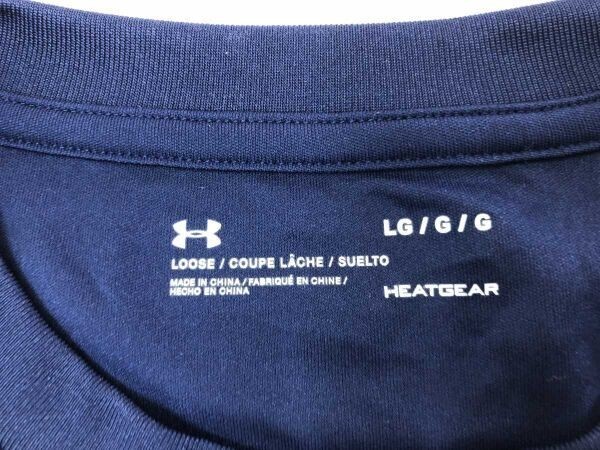 LG / G / G
LOOSE / COUPE LÂCHE / SUELTO
MADE IN CHINA / FABRIQUÉ EN CHINE /
HECHO EN CHINA
HEATGEAR